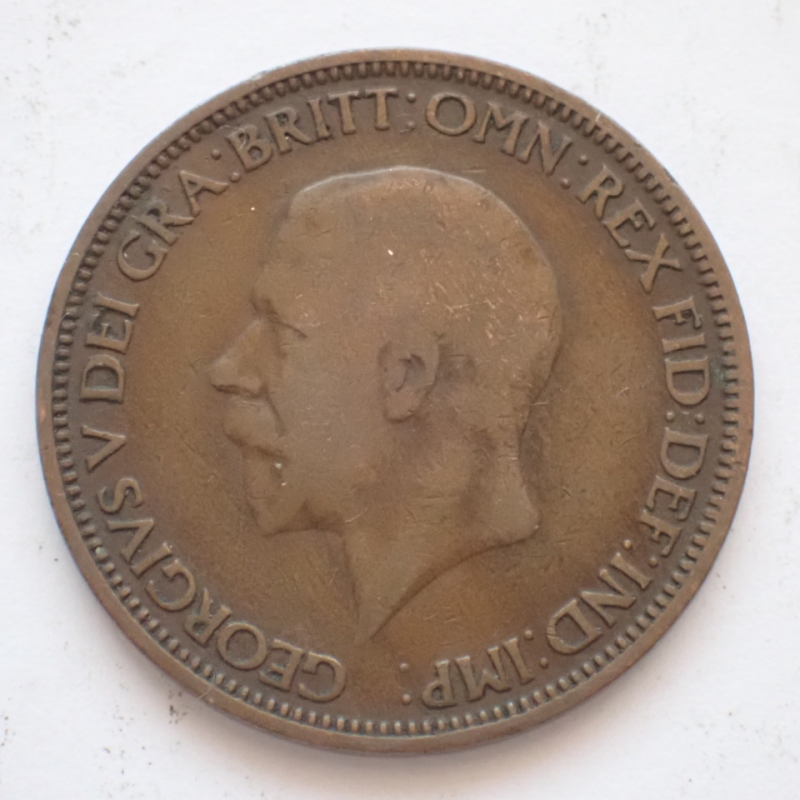 GEORGIVS V DEI GRA: BRITT: OMN: REX FID: DEF: IND: IMP: